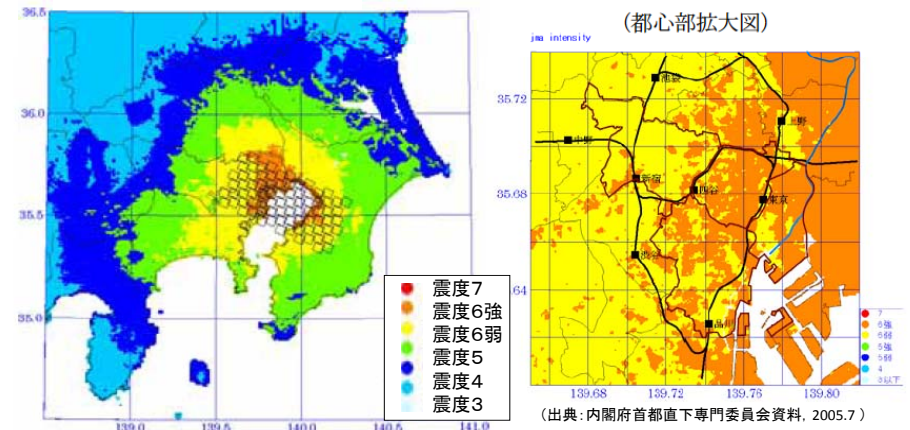 36.5
36.0
35.5
35.0
139.0
139.5
140.0
140.5
141.0
震度7
震度6強
震度6弱
震度5
震度4
震度3
(都心部拡大図)
jma intensity
35.72
35.68
64
池袋
上野
中野
新宿
四谷
東京
渋谷
品川
139.68
139.72
139.76
139.80
7
6強
6弱
5強
5弱
4
3以下
(出典:内閣府首都直下専門委員会資料, 2005.7)